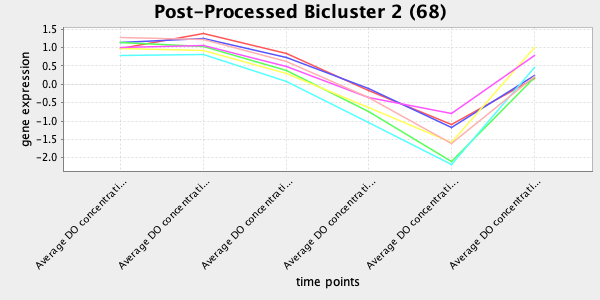 Post-Processed Bicluster 2 (68)
gene expression
1.5
1.0
0.5
0.0
-0.5
-1.0
-1.5
-2.0
Average DO concentrati...
Average DO concentrati...
Average DO concentrati...
Average DO concentrati...
Average DO concentrati...
Average DO concentrati...
time points